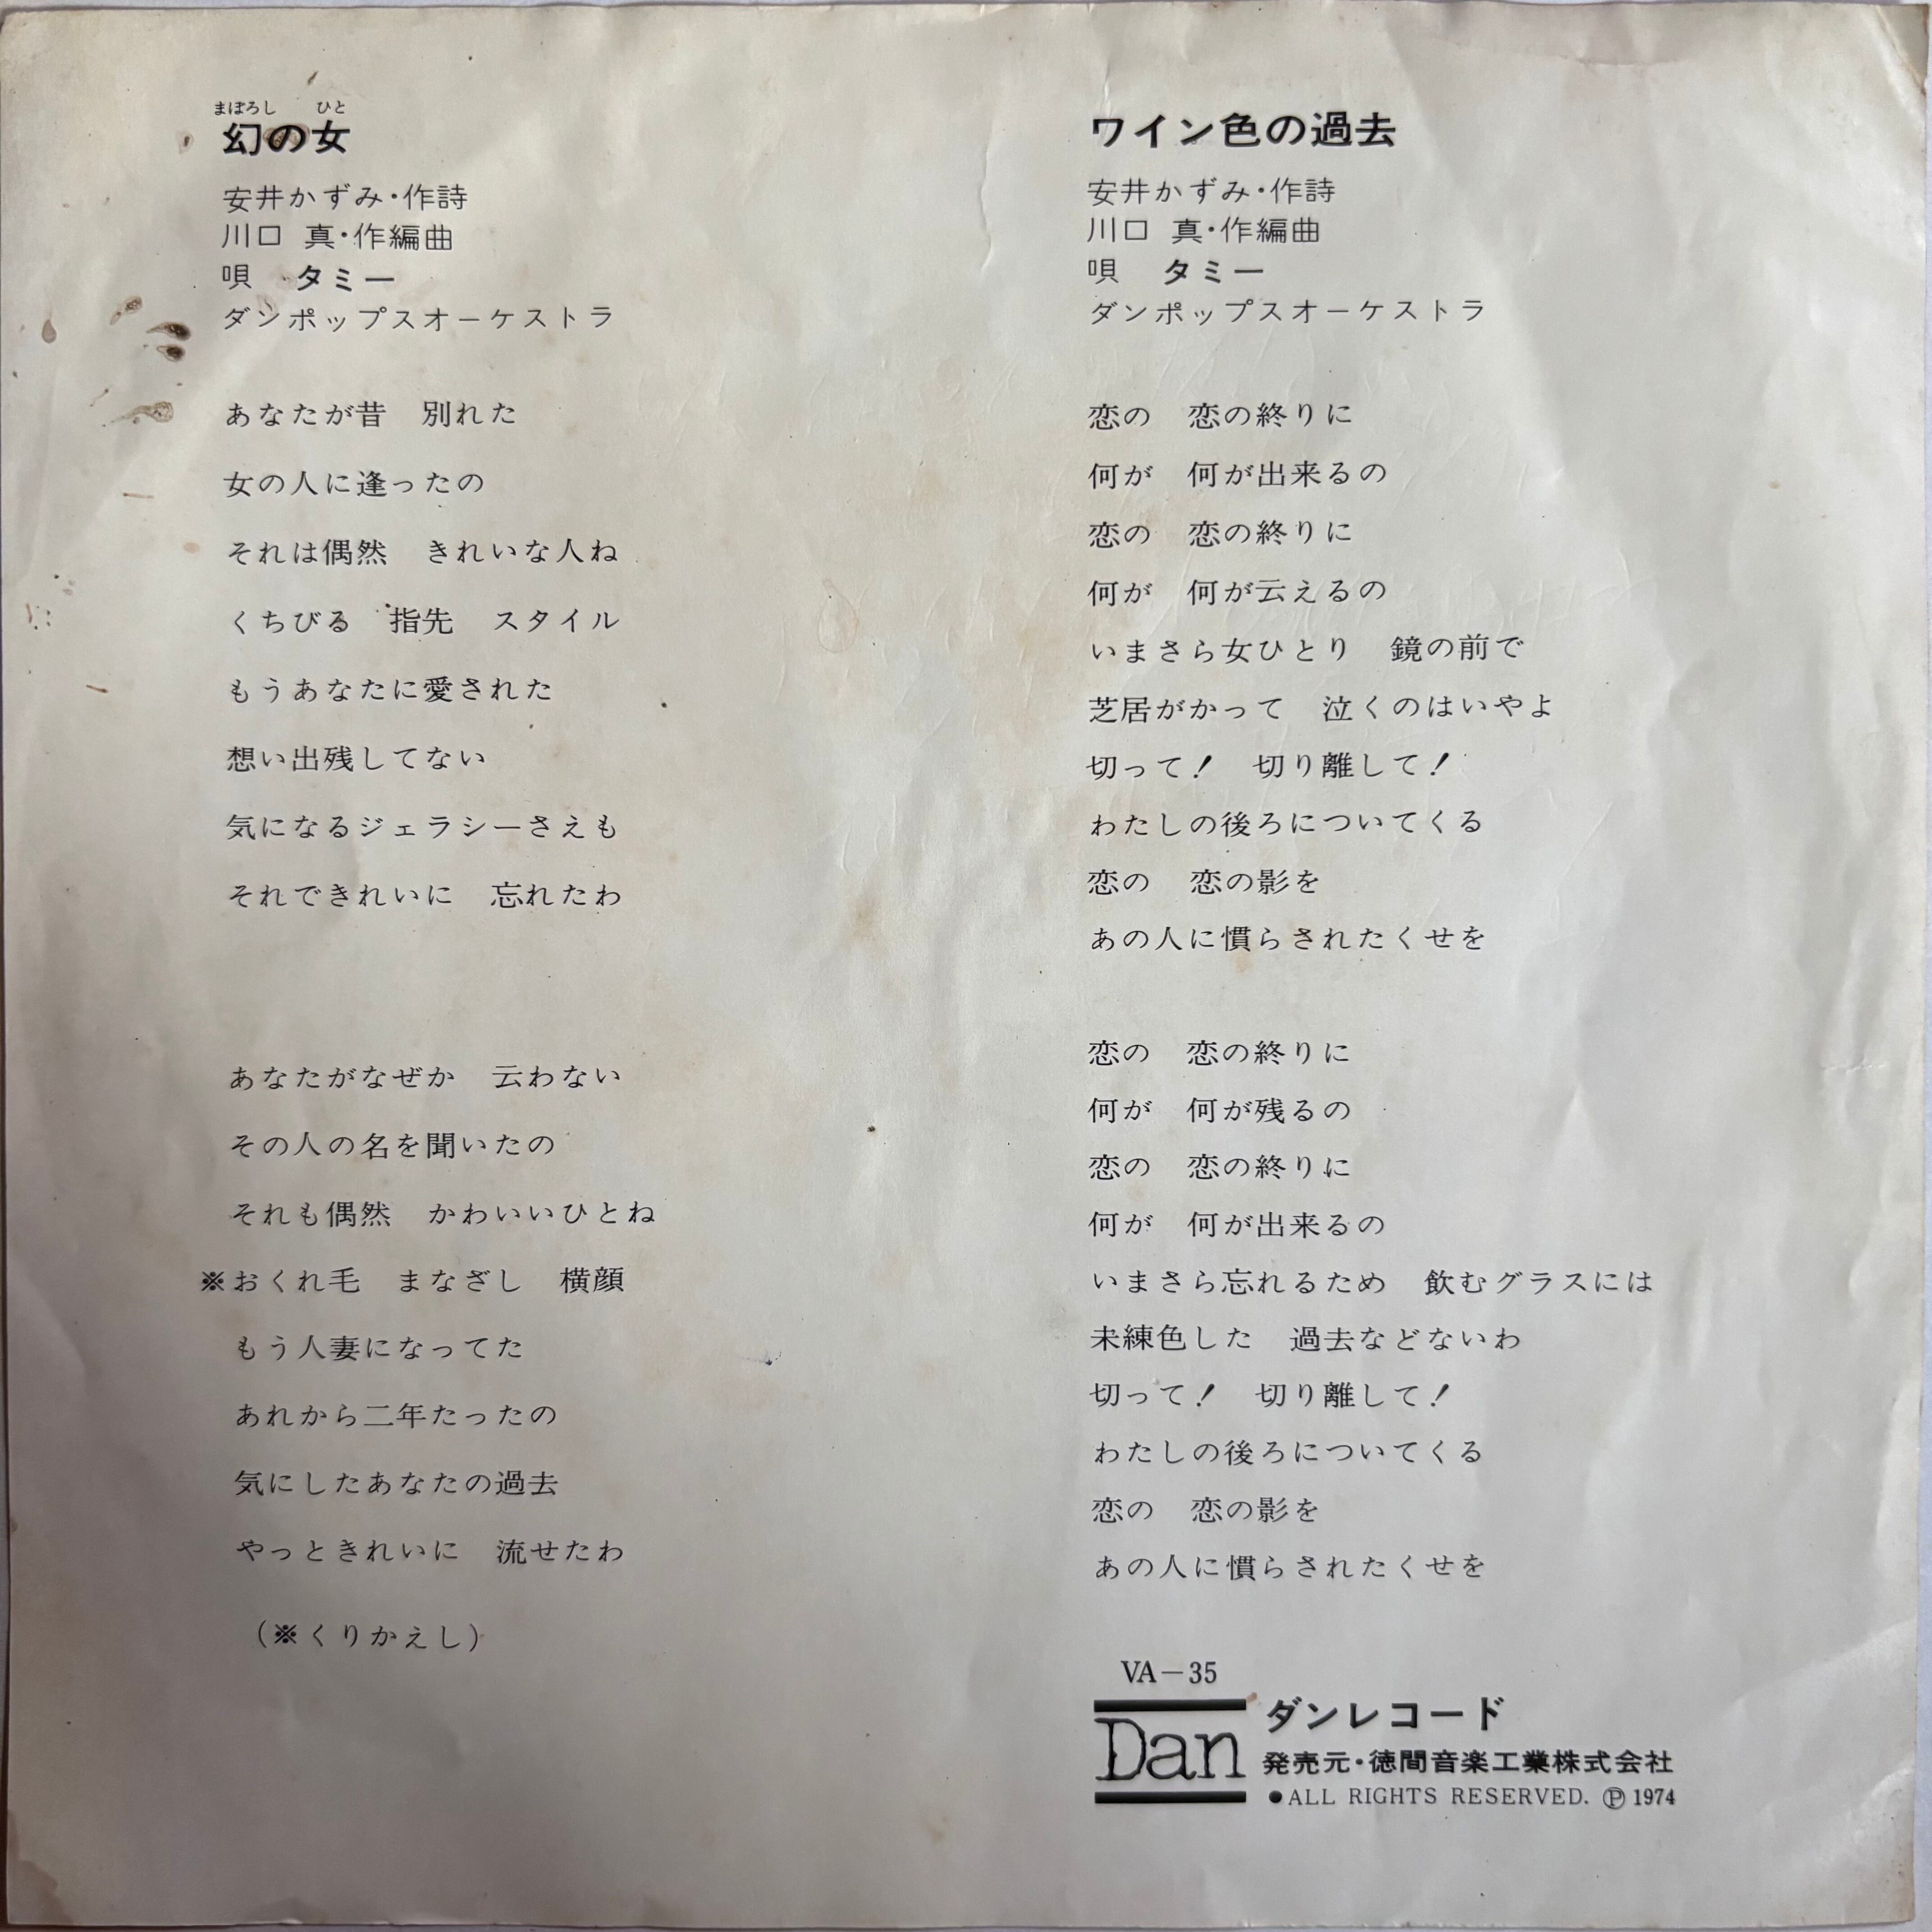 まぼろし ひと
幻の女
安井かずみ・作詩
川口 真・作編曲
唄 タミー
ダンポップスオーケストラ
あなたが昔 別れた
女の人に逢ったの
それは偶然 きれいな人ね
くちびる 指先 スタイル
もうあなたに愛された
想い出残してない
気になるジェラシーさえも
それできれいに 忘れたわ
あなたがなぜか 云わない
その人の名を聞いたの
それも偶然 かわいいひとね
※おくれ毛 まなざし 横顔
もう人妻になってた
あれから二年たったの
気にしたあなたの過去
やっときれいに 流せたわ
(※くりかえし)
ワイン色の過去
安井かずみ・作詩
川口 真・作編曲
唄 タミー
ダンポップスオーケストラ
恋の 恋の終りに
何が 何が出来るの
恋の 恋の終りに
何が 何が云えるの
いまさら女ひとり 鏡の前で
芝居がかって 泣くのはいやよ
切って! 切り離して!
わたしの後ろについてくる
恋の 恋の影を
あの人に慣らされたくせを
恋の 恋の終りに
何が 何が残るの
恋の 恋の終りに
何が 何が出来るの
いまさら忘れるため 飲むグラスには
未練色した 過去などないわ
切って! 切り離して!
わたしの後ろについてくる
恋の 恋の影を
あの人に慣らされたくせを
VA-35
Dan
ダンレコード
発売元・徳間音楽工業株式会社
●ALL RIGHTS RESERVED. Ⓟ 1974